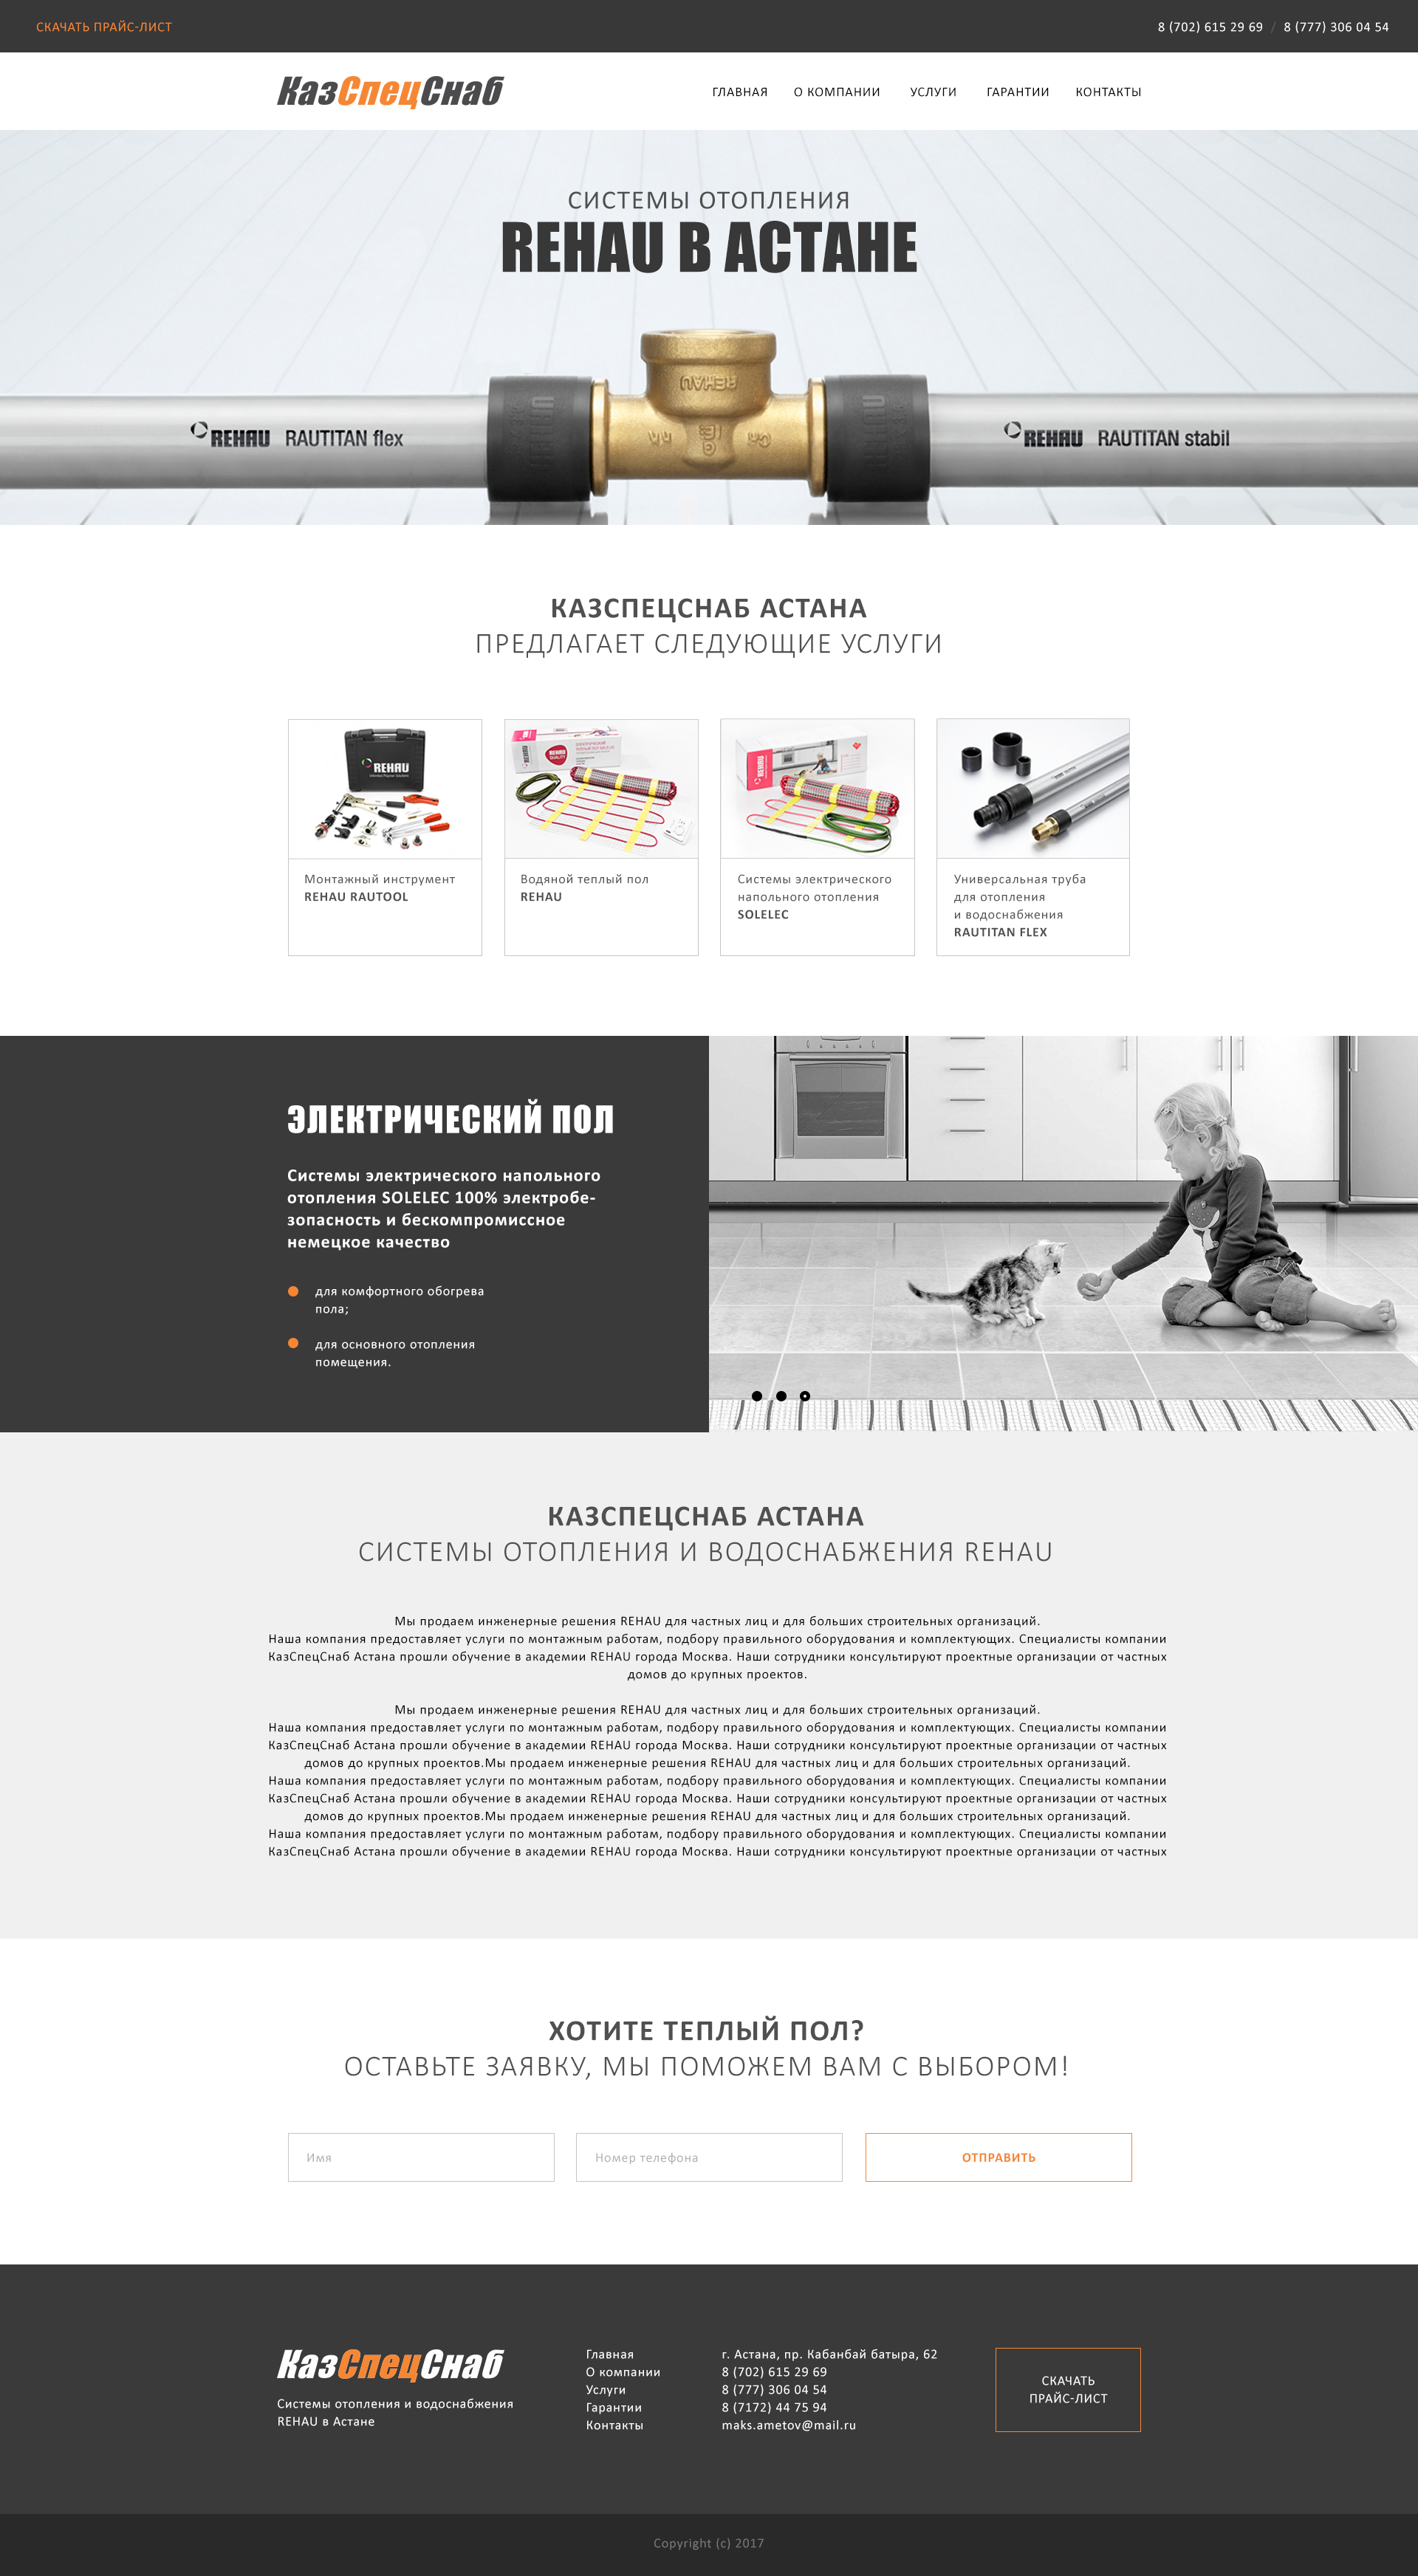 СКАЧАТЬ ПРАЙС-ЛИСТ
8 (702) 615 29 69 / 8 (777) 306 04 54
КазСпецСнаб
ГЛАВНАЯ О КОМПАНИИ УСЛУГИ ГАРАНТИИ КОНТАКТЫ
СИСТЕМЫ ОТОПЛЕНИЯ
REHAU В АСТАНЕ
REHAU
REHAU RAUTITAN flex
REHAU RAUTITAN stabil
КАЗСПЕЦСНАБ АСТАНА
ПРЕДЛАГАЕТ СЛЕДУЮЩИЕ УСЛУГИ
REHAU
Монтажный инструмент
REHAU RAUTOOL
Водяной теплый пол
REHAU
Системы электрического
напольного отопления
SOLELEC
Универсальная труба
для отопления
и водоснабжения
RAUTITAN FLEX
ЭЛЕКТРИЧЕСКИЙ ПОЛ
Системы электрического напольного
отопления SOLELEC 100% электробе-
зопасность и бескомпромиссное
немецкое качество
для комфортного обогрева
пола;
для основного отопления
помещения.
КАЗСПЕЦСНАБ АСТАНА
СИСТЕМЫ ОТОПЛЕНИЯ И ВОДОСНАБЖЕНИЯ REHAU
Мы продаем инженерные решения REHAU для частных лиц и для больших строительных организаций.
Наша компания предоставляет услуги по монтажным работам, подбору правильного оборудования и комплектующих. Специалисты компании
КазСпецСнаб Астана прошли обучение в академии REHAU города Москва. Наши сотрудники консультируют проектные организации от частных
домов до крупных проектов.
Мы продаем инженерные решения REHAU для частных лиц и для больших строительных организаций.
Наша компания предоставляет услуги по монтажным работам, подбору правильного оборудования и комплектующих. Специалисты компании
КазСпецСнаб Астана прошли обучение в академии REHAU города Москва. Наши сотрудники консультируют проектные организации от частных
домов до крупных проектов.Мы продаем инженерные решения REHAU для частных лиц и для больших строительных организаций.
Наша компания предоставляет услуги по монтажным работам, подбору правильного оборудования и комплектующих. Специалисты компании
КазСпецСнаб Астана прошли обучение в академии REHAU города Москва. Наши сотрудники консультируют проектные организации от частных
домов до крупных проектов.Мы продаем инженерные решения REHAU для частных лиц и для больших строительных организаций.
Наша компания предоставляет услуги по монтажным работам, подбору правильного оборудования и комплектующих. Специалисты компании
КазСпецСнаб Астана прошли обучение в академии REHAU города Москва. Наши сотрудники консультируют проектные организации от частных
ХОТИТЕ ТЕПЛЫЙ ПОЛ?
ОСТАВЬТЕ ЗАЯВКУ, МЫ ПОМОЖЕМ ВАМ С ВЫБОРОМ!
Имя
Номер телефона
ОТПРАВИТЬ
КазСпецСнаб
Системы отопления и водоснабжения
REHAU в Астане
Главная
О компании
Услуги
Гарантии
Контакты
г. Астана, пр. Кабанбай батыра, 62
8 (702) 615 29 69
8 (777) 306 04 54
8 (7172) 44 75 94
maks.ametov@mail.ru
СКАЧАТЬ
ПРАЙС-ЛИСТ
Copyright (c) 2017